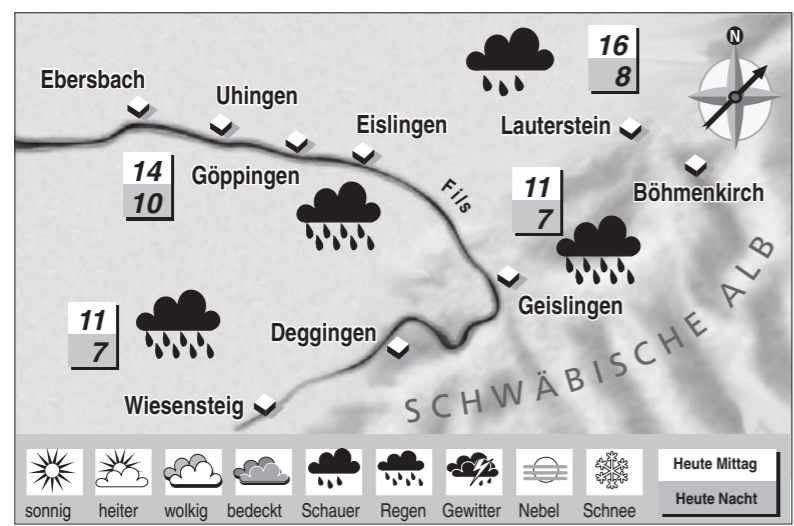 N
16
8
Ebersbach
Uhingen
Eislingen
Lauterstein
14
10
Göppingen
Fils
11
7
Böhmenkirch
Geislingen
11
7
Deggingen
SCHWÄBISCHE ALB
Wiesensteig
sonnig
heiter
wolkig
bedeckt
Schauer
Regen
Gewitter
Nebel
Schnee
Heute Mittag
Heute Nacht